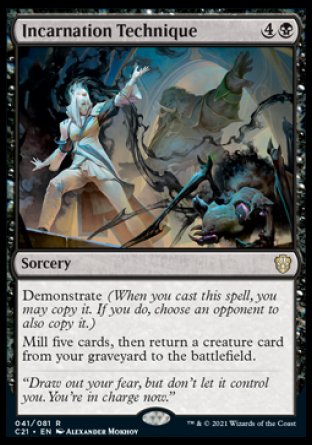 Incarnation Technique 4
Sorcery
Demonstrate (When you cast this spell, you
may copy it. If you do, choose an opponent to
also copy it.)
Mill five cards, then return a creature card
from your graveyard to the battlefield.
“Draw out your fear, but don't let it control
you. You're in charge now.”
041/081 R
C21 • EN ALEXANDER MOKHOV
™ & © 2021 Wizards of the Coast